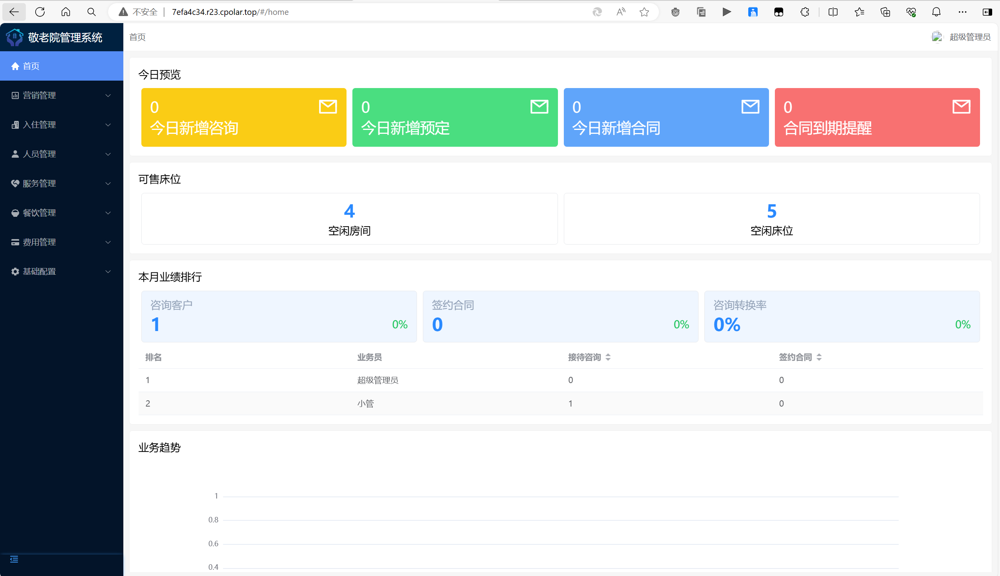 不安全 | 7efa4c34.r23.cpolar.top/#/home
敬老院管理系统
首页
超级管理员
首页
营销管理
入住管理
人员管理
服务管理
餐饮管理
费用管理
基础配置
今日预览
0
今日新增咨询
0
今日新增预定
0
今日新增合同
0
合同到期提醒
可售床位
4
空闲房间
5
空闲床位
本月业绩排行
咨询客户
1 0%
签约合同
0 0%
咨询转换率
0% 0%
排名 业务员 接待咨询 签约合同
1 超级管理员 0 0
2 小管 1 0
业务趋势
1
0.8
0.6
0.4